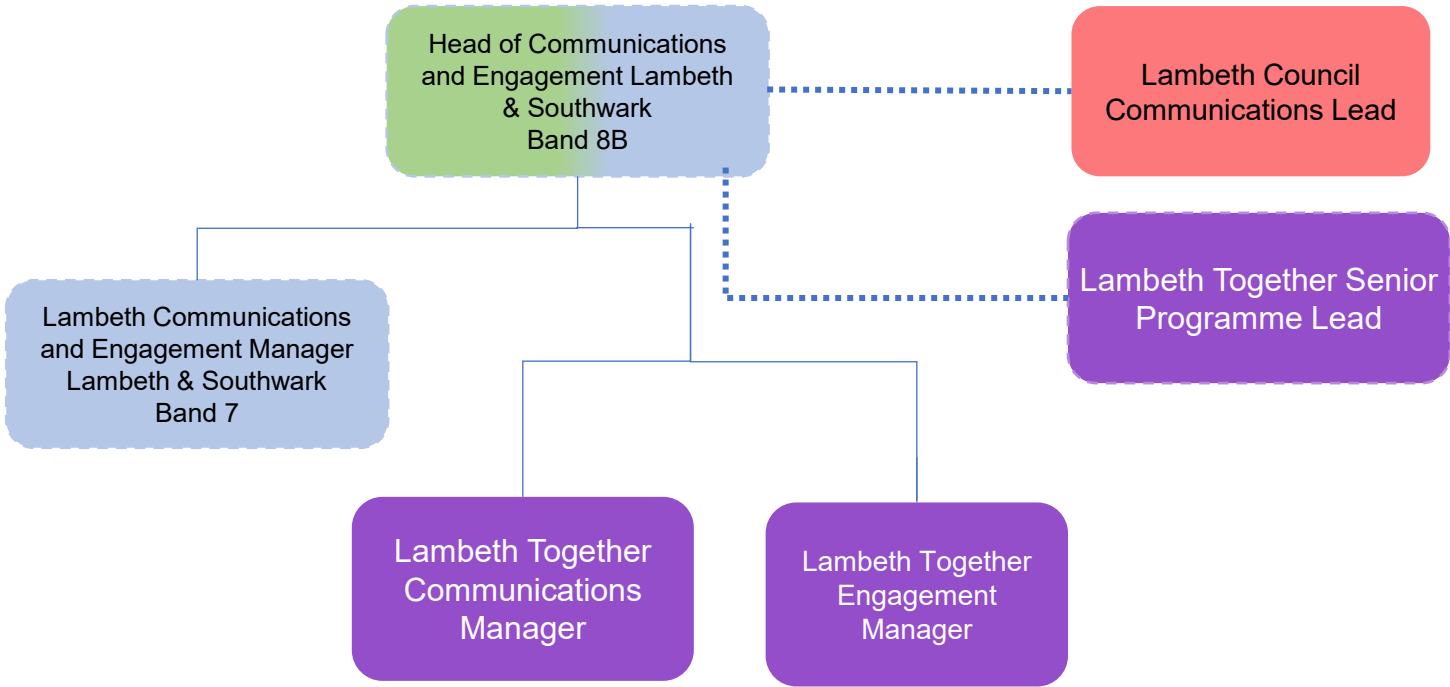 Head of Communications
and Engagement Lambeth
& Southwark
Band 8B
Lambeth Council
Communications Lead
Lambeth Together Senior
Programme Lead
Lambeth Communications
and Engagement Manager
Lambeth & Southwark
Band 7
Lambeth Together
Communications
Manager
Lambeth Together
Engagement
Manager